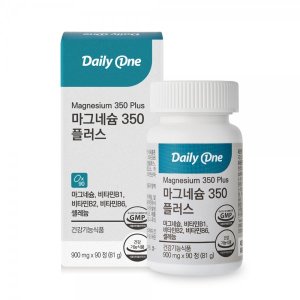 Daily One
Magnesium 350 Plus
마그네슘 350
플러스
90
마그네슘, 비타민B1,
비타민B2, 비타민B6,
셀레늄
GMP
건강기능식품
900 mg x 90 정 (81 g)
Daily One
Magnesium 350 Plus
마그네슘 350
플러스
마그네슘, 비타민B1,
비타민B2, 비타민B6,
셀레늄
GMP
건강기능식품
900 mg x 90 정 (81 g)